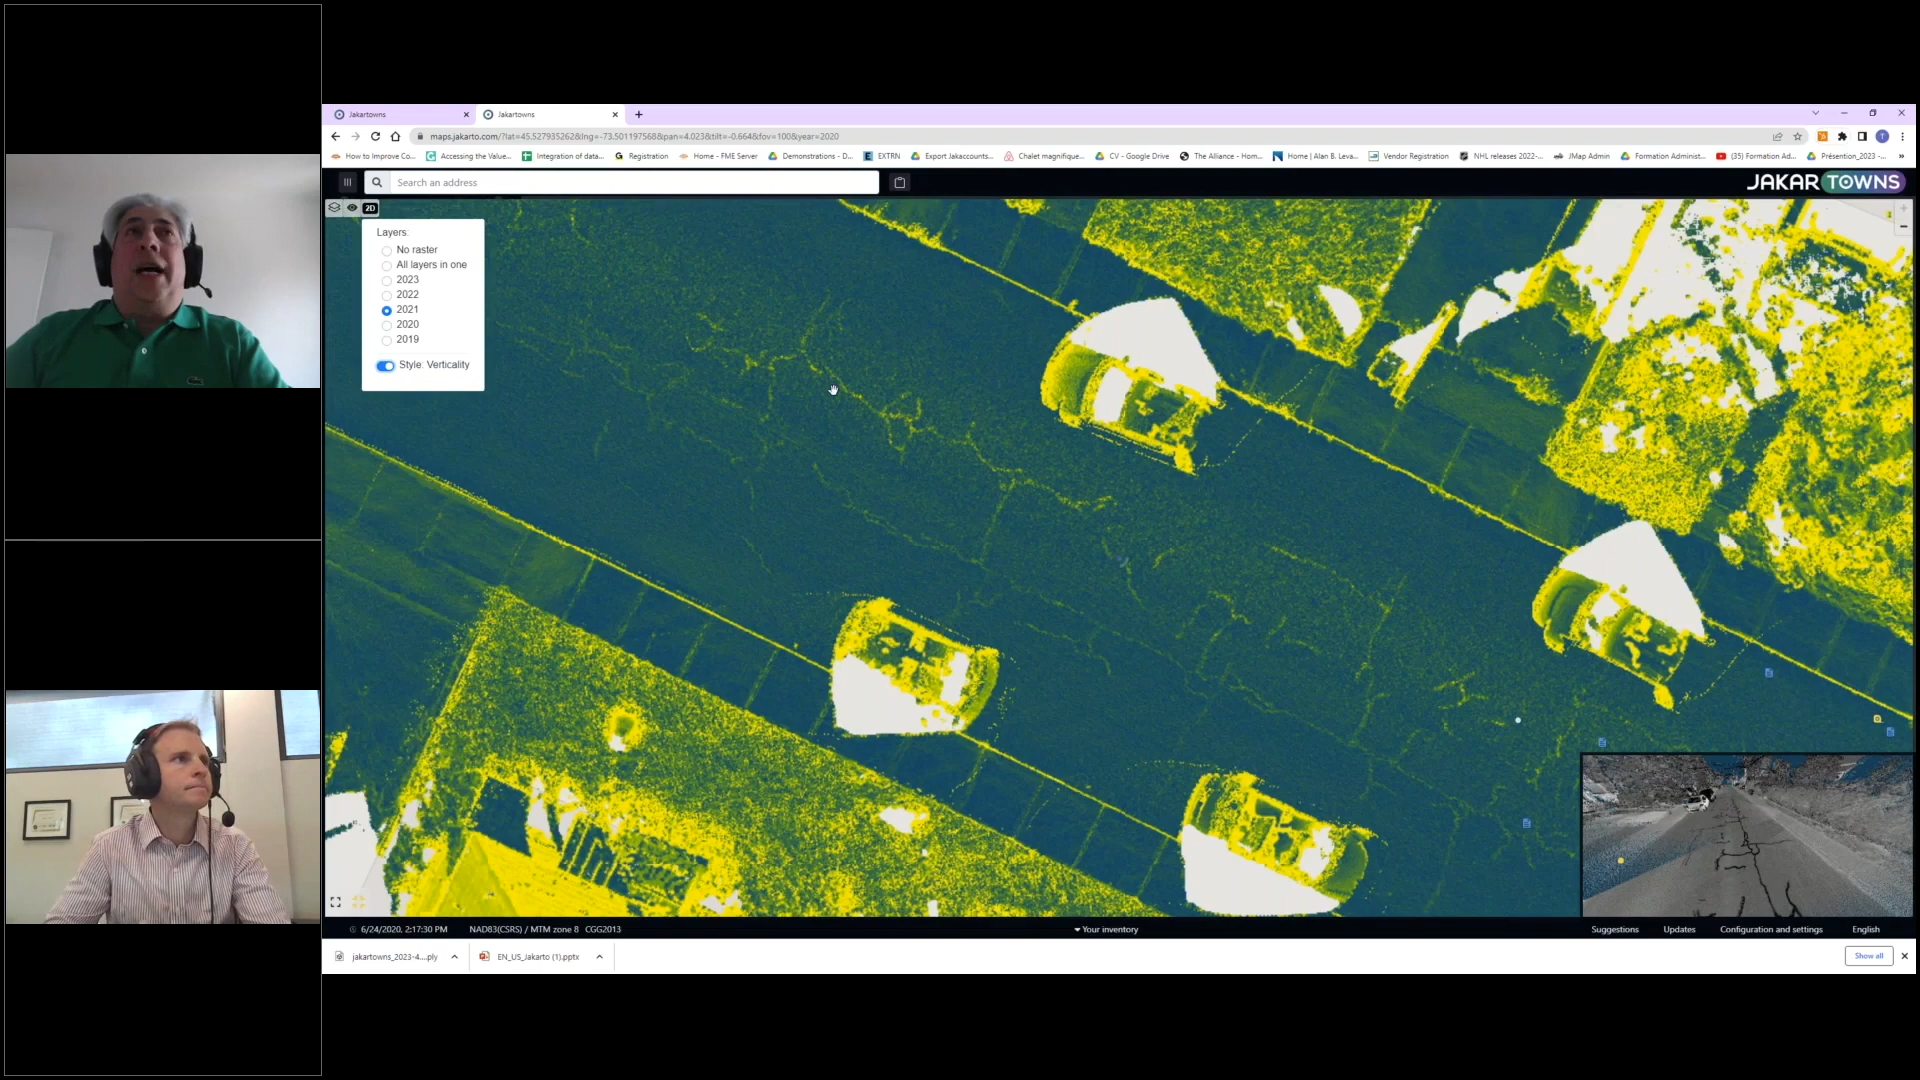 Jakartowns
Jakartowns
maps.jakarto.com/?lat=45.527935262&lng=-73.501197568&pan=4.023&tilt=-0.664&fov=100&year=2020
How to Improve Co...
Accessing the Value...
Integration of data...
Registration
Home - FME Server
Demonstrations - D...
EXTRN
Export Jakaccounts...
Chalet magnifique...
CV - Google Drive
The Alliance - Hom...
Home | Alan B. Leva...
Vendor Registration
NHL releases 2022-...
JMap Admin
Formation Administ...
(35) Formation Ad...
Présention_2023 -...
Search an address
JAKARTOWNS
2D
Layers:
No raster
All layers in one
2023
2022
2021
2020
2019
Style: Verticality
6/24/2020, 2:17:30 PM
NAD83(CSRS) / MTM zone 8 CGG2013
Your inventory
Suggestions
Updates
Configuration and settings
English
jakartowns_2023-4....ply
EN_US_Jakarto (1).pptx
Show all